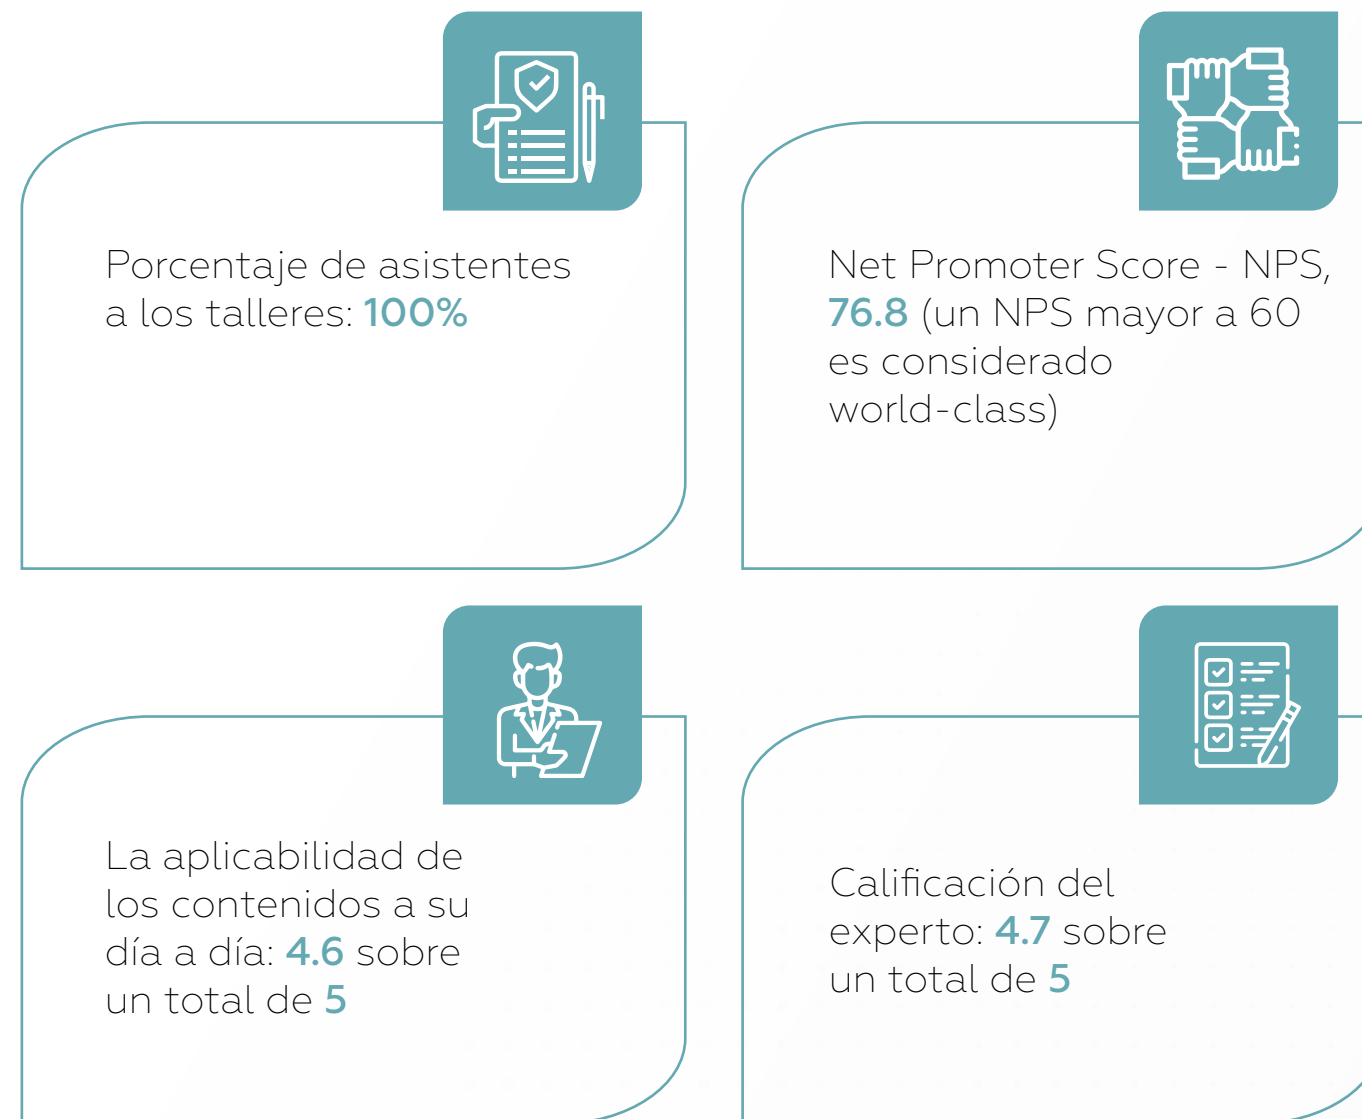 Porcentaje de asistentes
a los talleres: 100%
Net Promoter Score - NPS,
76.8 (un NPS mayor a 60
es considerado
world-class)
La aplicabilidad de
los contenidos a su
día a día: 4.6 sobre
un total de 5
Calificación del
experto: 4.7 sobre
un total de 5